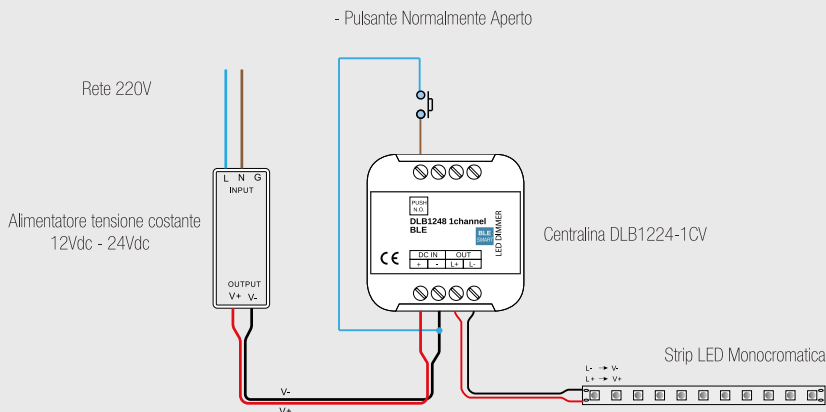 - Pulsante Normalmente Aperto
Rete 220V
L N G
INPUT
Alimentatore tensione costante
12Vdc - 24Vdc
OUTPUT
V+ V-
PUSH
N.O.
DLB1248 1channel
BLE
BLE
SMART
LED DIMMER
CE
DC IN OUT
+ - L+ L-
Centralina DLB1224-1CV
Strip LED Monocromatica
L- → V-
L+ → V+
V-
V+